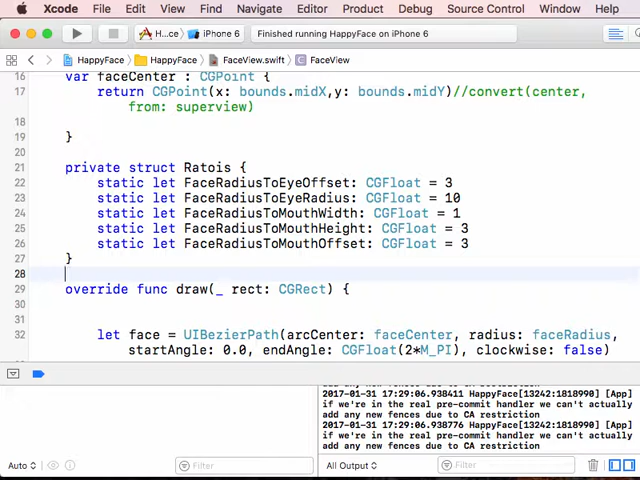 Xcode File Edit View Find Navigate Editor Product Debug Source Control Window Help
H...ce iPhone 6 Finished running HappyFace on iPhone 6
HappyFace HappyFace FaceView.swift FaceView
16 var faceCenter : CGPoint {
17 return CGPoint(x: bounds.midX,y: bounds.midY)//convert(center,
from: superview)
18
19 }
20
21 private struct Ratois {
22 static let FaceRadiusToEyeOffset: CGFloat = 3
23 static let FaceRadiusToEyeRadius: CGFloat = 10
24 static let FaceRadiusToMouthWidth: CGFloat = 1
25 static let FaceRadiusToMouthHeight: CGFloat = 3
26 static let FaceRadiusToMouthOffset: CGFloat = 3
27 }
28
29 override func draw(_ rect: CGRect) {
30
31
32 let face = UIBezierPath(arcCenter: faceCenter, radius: faceRadius,
startAngle: 0.0, endAngle: CGFloat(2*M_PI), clockwise: false)
2017-01-31 17:29:06.938411 HappyFace[13242:1818990] [App]
if we're in the real pre-commit handler we can't actually
add any new fences due to CA restriction
2017-01-31 17:29:06.938776 HappyFace[13242:1818990] [App]
if we're in the real pre-commit handler we can't actually
add any new fences due to CA restriction
Auto Filter All Output Filter